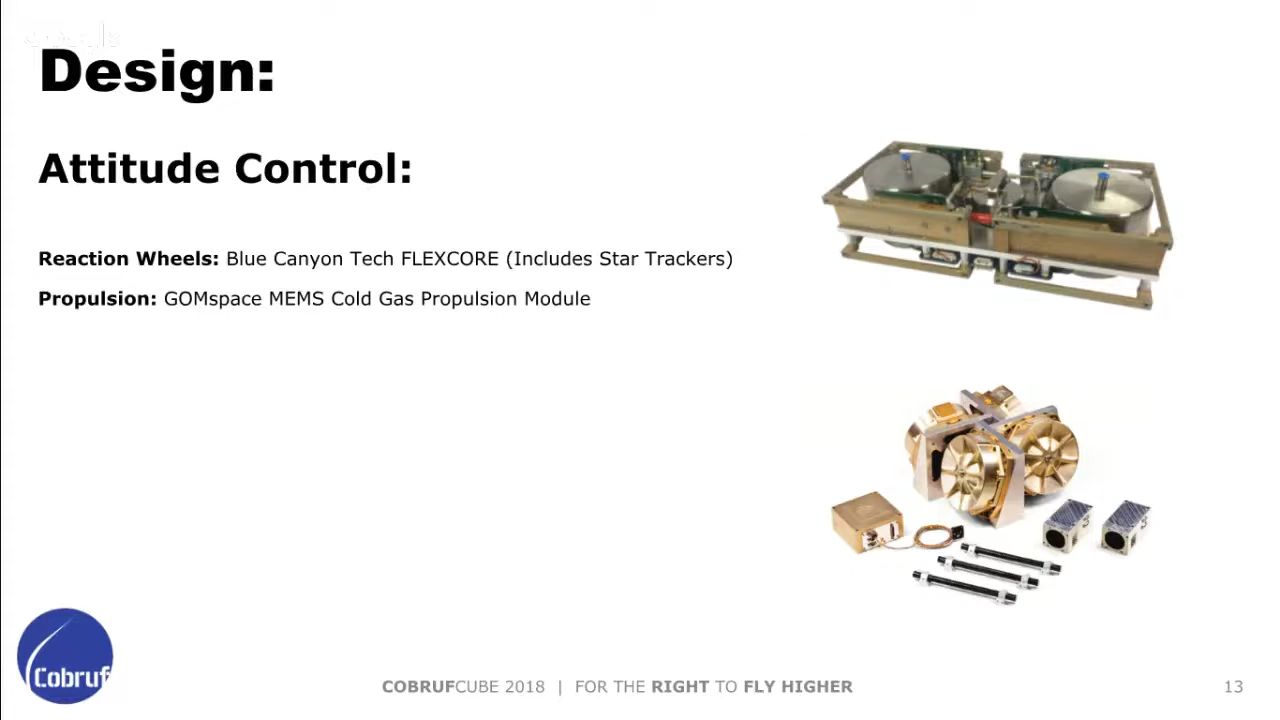 Design:
Attitude Control:
Reaction Wheels: Blue Canyon Tech FLEXCORE (Includes Star Trackers)
Propulsion: GOMspace MEMS Cold Gas Propulsion Module
Cobruf
COBRUFCUBE 2018 | FOR THE RIGHT TO FLY HIGHER
13